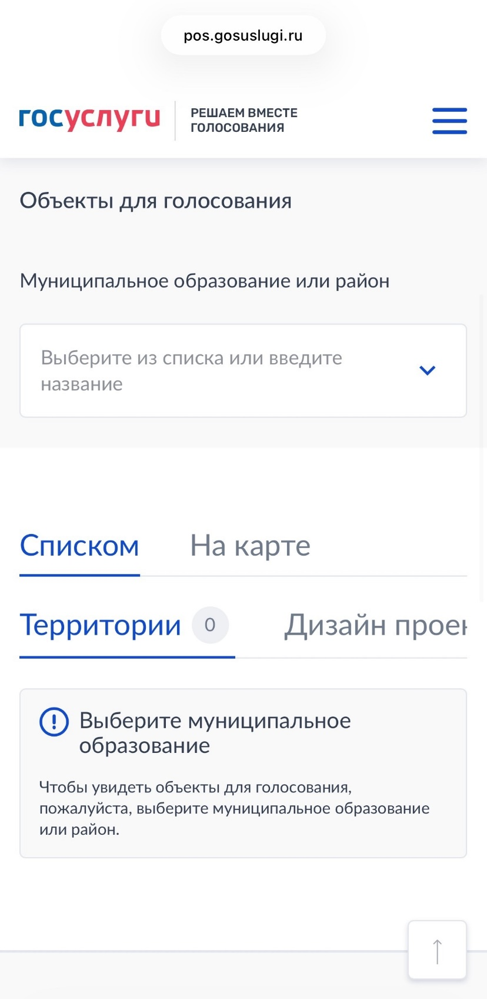 pos.gosuslugi.ru
госуслуги
РЕШАЕМ ВМЕСТЕ
ГОЛОСОВАНИЯ
Объекты для голосования
Муниципальное образование или район
Выберите из списка или введите
название
Списком На карте
Территории 0 Дизайн проек
Выберите муниципальное
образование
Чтобы увидеть объекты для голосования,
пожалуйста, выберите муниципальное образование
или район.